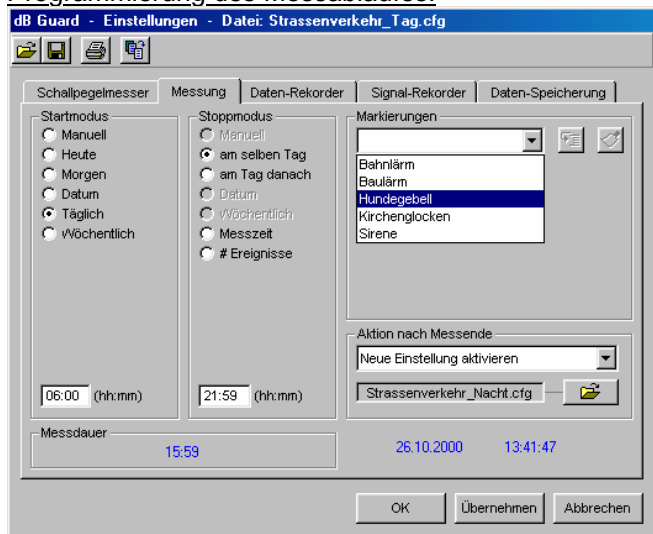 Programmierung des Messablaufes:
dB Guard - Einstellungen - Datei: Strassenverkehr_Tag.cfg
Schallpegelmesser
Messung
Daten-Rekorder
Signal-Rekorder
Daten-Speicherung
Startmodus
Manuell
Heute
Morgen
Datum
Täglich
Wöchentlich
06:00 (hh:mm)
Stoppmodus
Manuell
am selben Tag
am Tag danach
Datum
Wöchentlich
Messzeit
# Ereignisse
21:59 (hh:mm)
Markierungen
Bahnlärm
Baulärm
Hundegebell
Kirchenglocken
Sirene
Aktion nach Messende
Neue Einstellung aktivieren
Strassenverkehr_Nacht.cfg
Messdauer
15:59
26.10.2000 13:41:47
OK
Übernehmen
Abbrechen